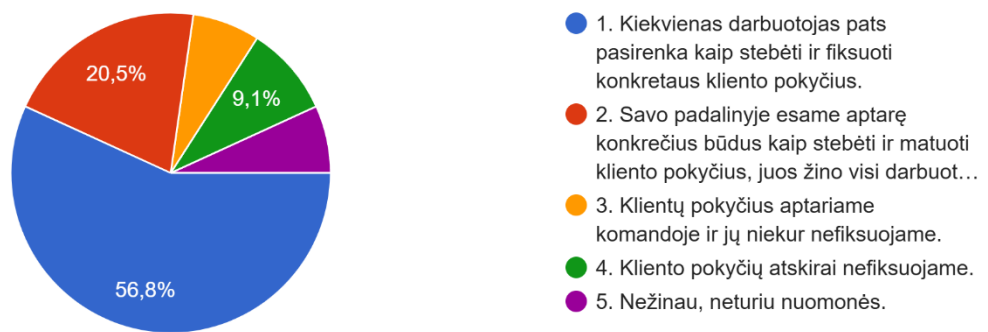 20,5%
9,1%
56,8%
1. Kiekvienas darbuotojas pats
pasirenka kaip stebėti ir fiksuoti
konkretaus kliento pokyčius.
2. Savo padalinyje esame aptarę
konkrečius būdus kaip stebėti ir matuoti
kliento pokyčius, juos žino visi darbuot…
3. Klientų pokyčius aptariame
komandoje ir jų niekur nefiksuojame.
4. Kliento pokyčių atskirai nefiksuojame.
5. Nežinau, neturiu nuomonės.